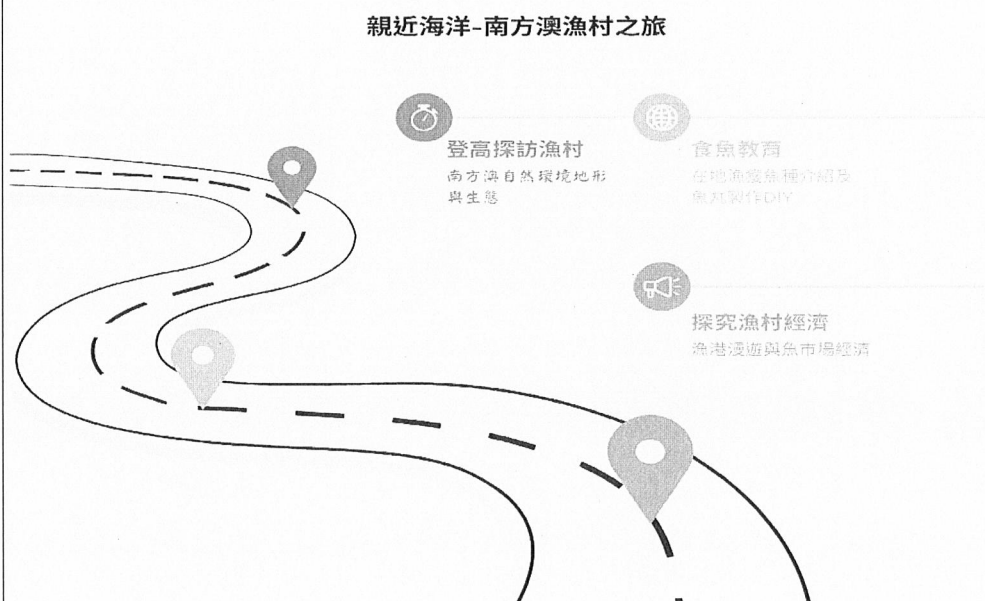 親近海洋-南方澳漁村之旅
登高探訪漁村
南方澳自然環境地形
與生態
食魚教育
在地漁獲魚種介紹及
魚丸製作DIY
探究漁村經濟
漁港漫遊與魚市場經濟